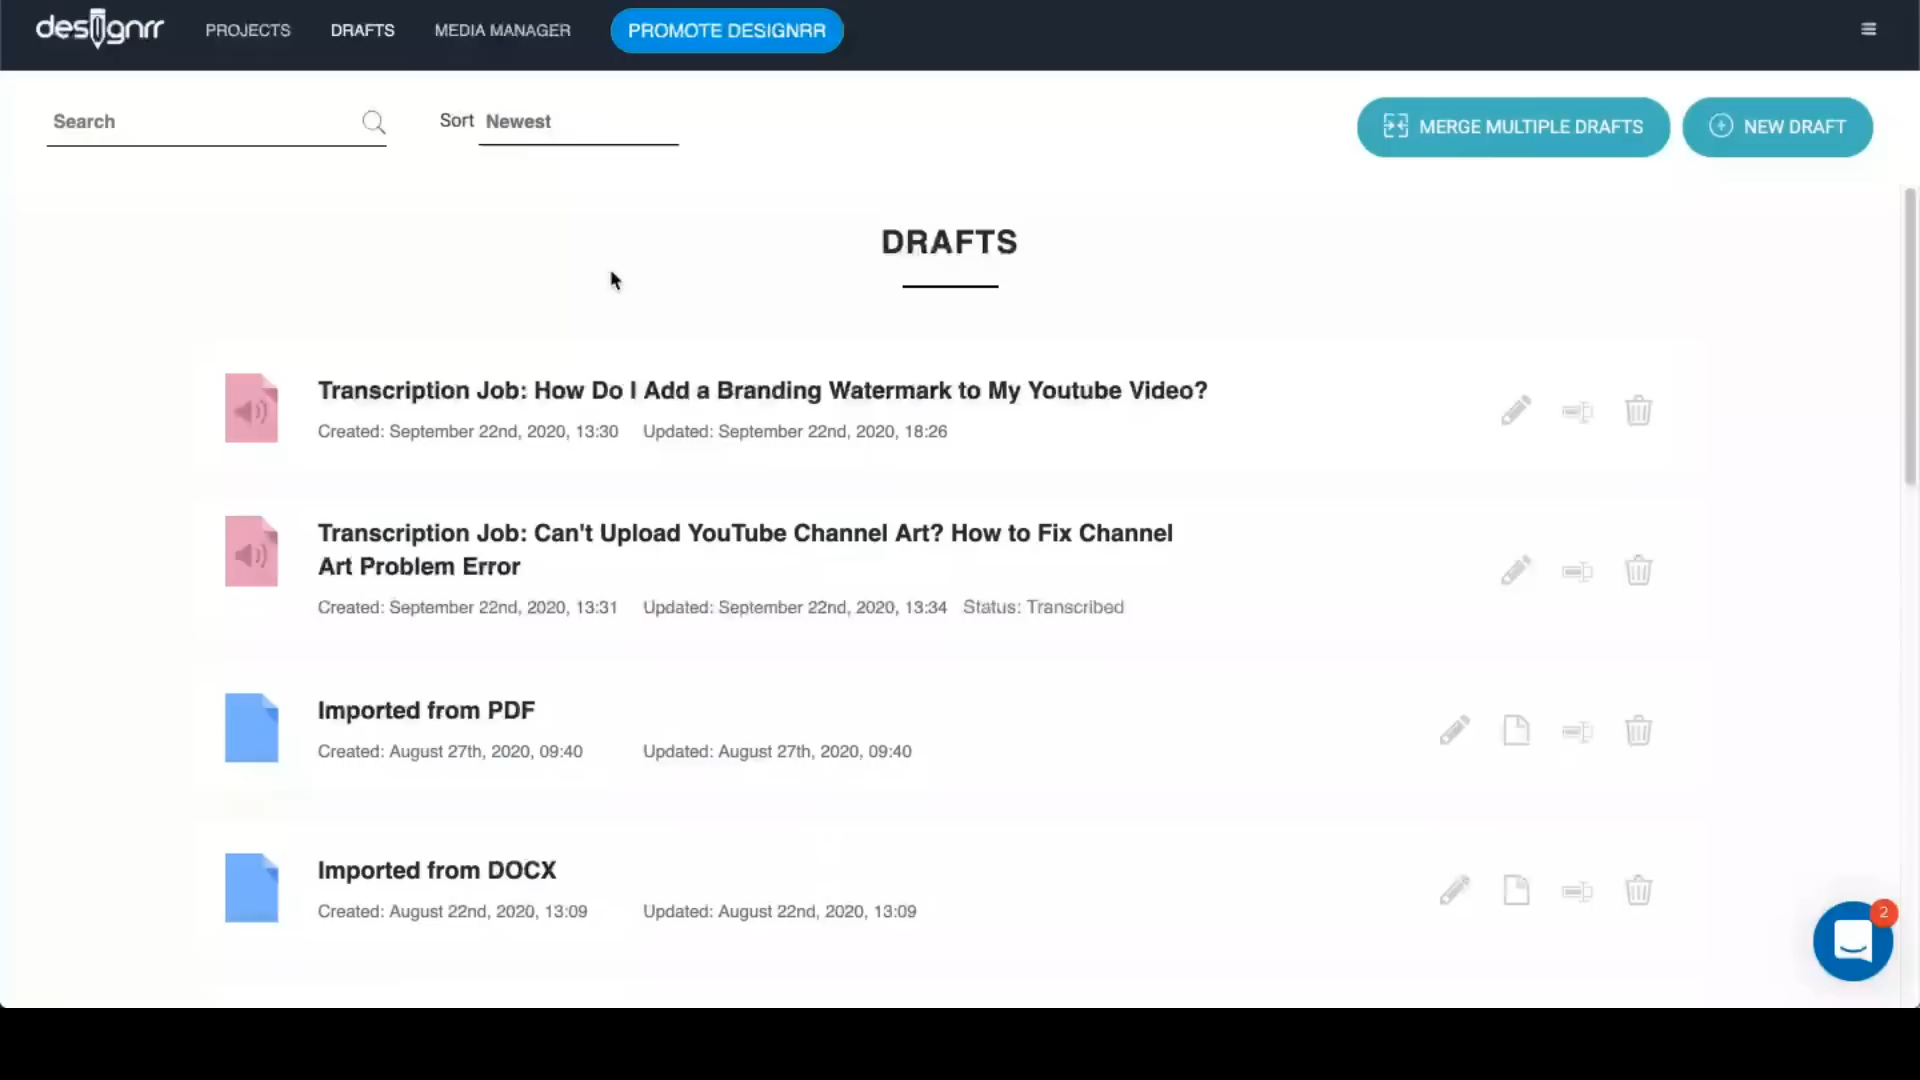 designrr
PROJECTS
DRAFTS
MEDIA MANAGER
PROMOTE DESIGNRR
Search
Sort Newest
MERGE MULTIPLE DRAFTS
NEW DRAFT
DRAFTS
Transcription Job: How Do I Add a Branding Watermark to My Youtube Video?
Created: September 22nd, 2020, 13:30 Updated: September 22nd, 2020, 18:26
Transcription Job: Can't Upload YouTube Channel Art? How to Fix Channel
Art Problem Error
Created: September 22nd, 2020, 13:31 Updated: September 22nd, 2020, 13:34 Status: Transcribed
Imported from PDF
Created: August 27th, 2020, 09:40 Updated: August 27th, 2020, 09:40
Imported from DOCX
Created: August 22nd, 2020, 13:09 Updated: August 22nd, 2020, 13:09
2